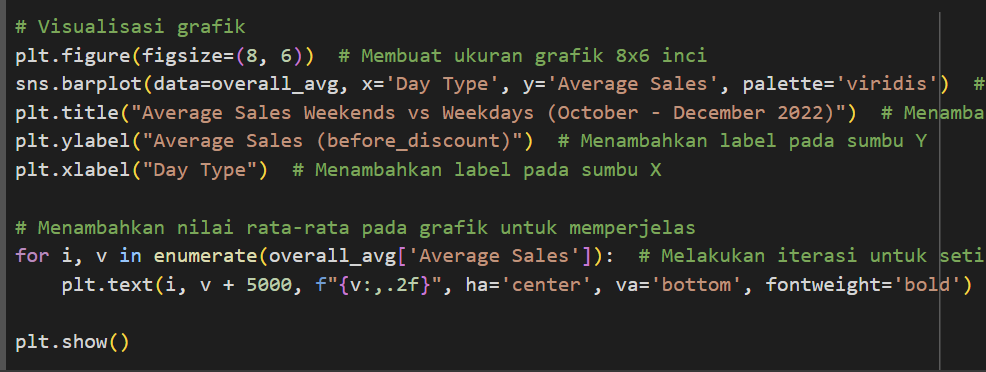 # Visualisasi grafik
plt.figure(figsize=(8, 6))  # Membuat ukuran grafik 8x6 inci
sns.barplot(data=overall_avg, x='Day Type', y='Average Sales', palette='viridis')  #
plt.title("Average Sales Weekends vs Weekdays (October - December 2022)")  # Menamba
plt.ylabel("Average Sales (before_discount)")  # Menambahkan label pada sumbu Y
plt.xlabel("Day Type")  # Menambahkan label pada sumbu X
# Menambahkan nilai rata-rata pada grafik untuk memperjelas
for i, v in enumerate(overall_avg['Average Sales']):  # Melakukan iterasi untuk seti
    plt.text(i, v + 5000, f"{v:,.2f}", ha='center', va='bottom', fontweight='bold')
plt.show()